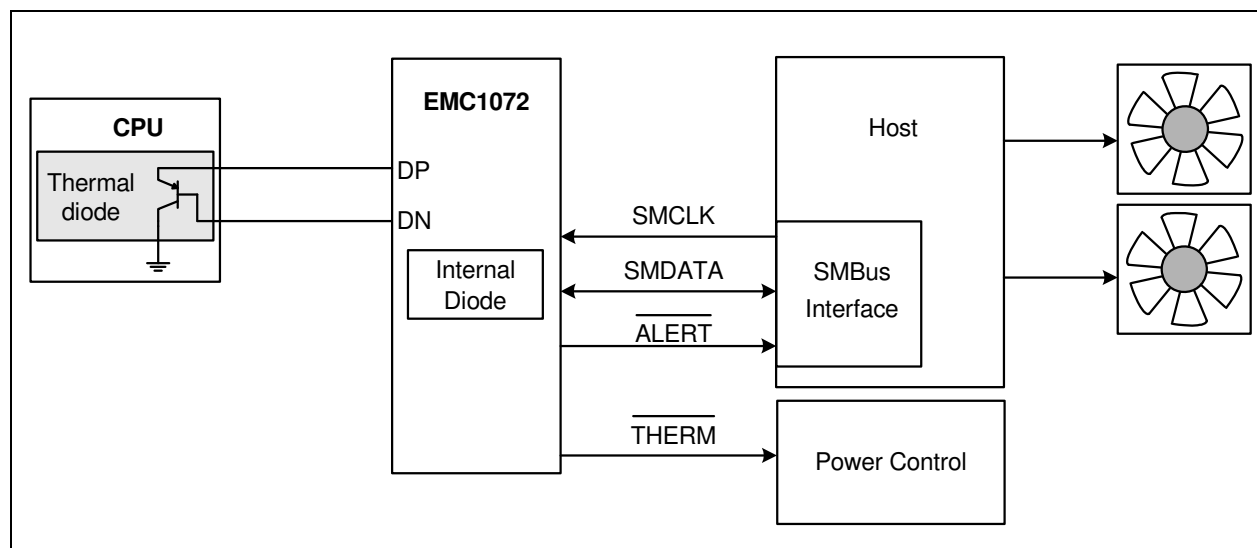 CPU
Thermal
diode
EMC1072
DP
DN
Internal
Diode
SMCLK
SMDATA
ALERT
THERM
Host
SMBus
Interface
Power Control